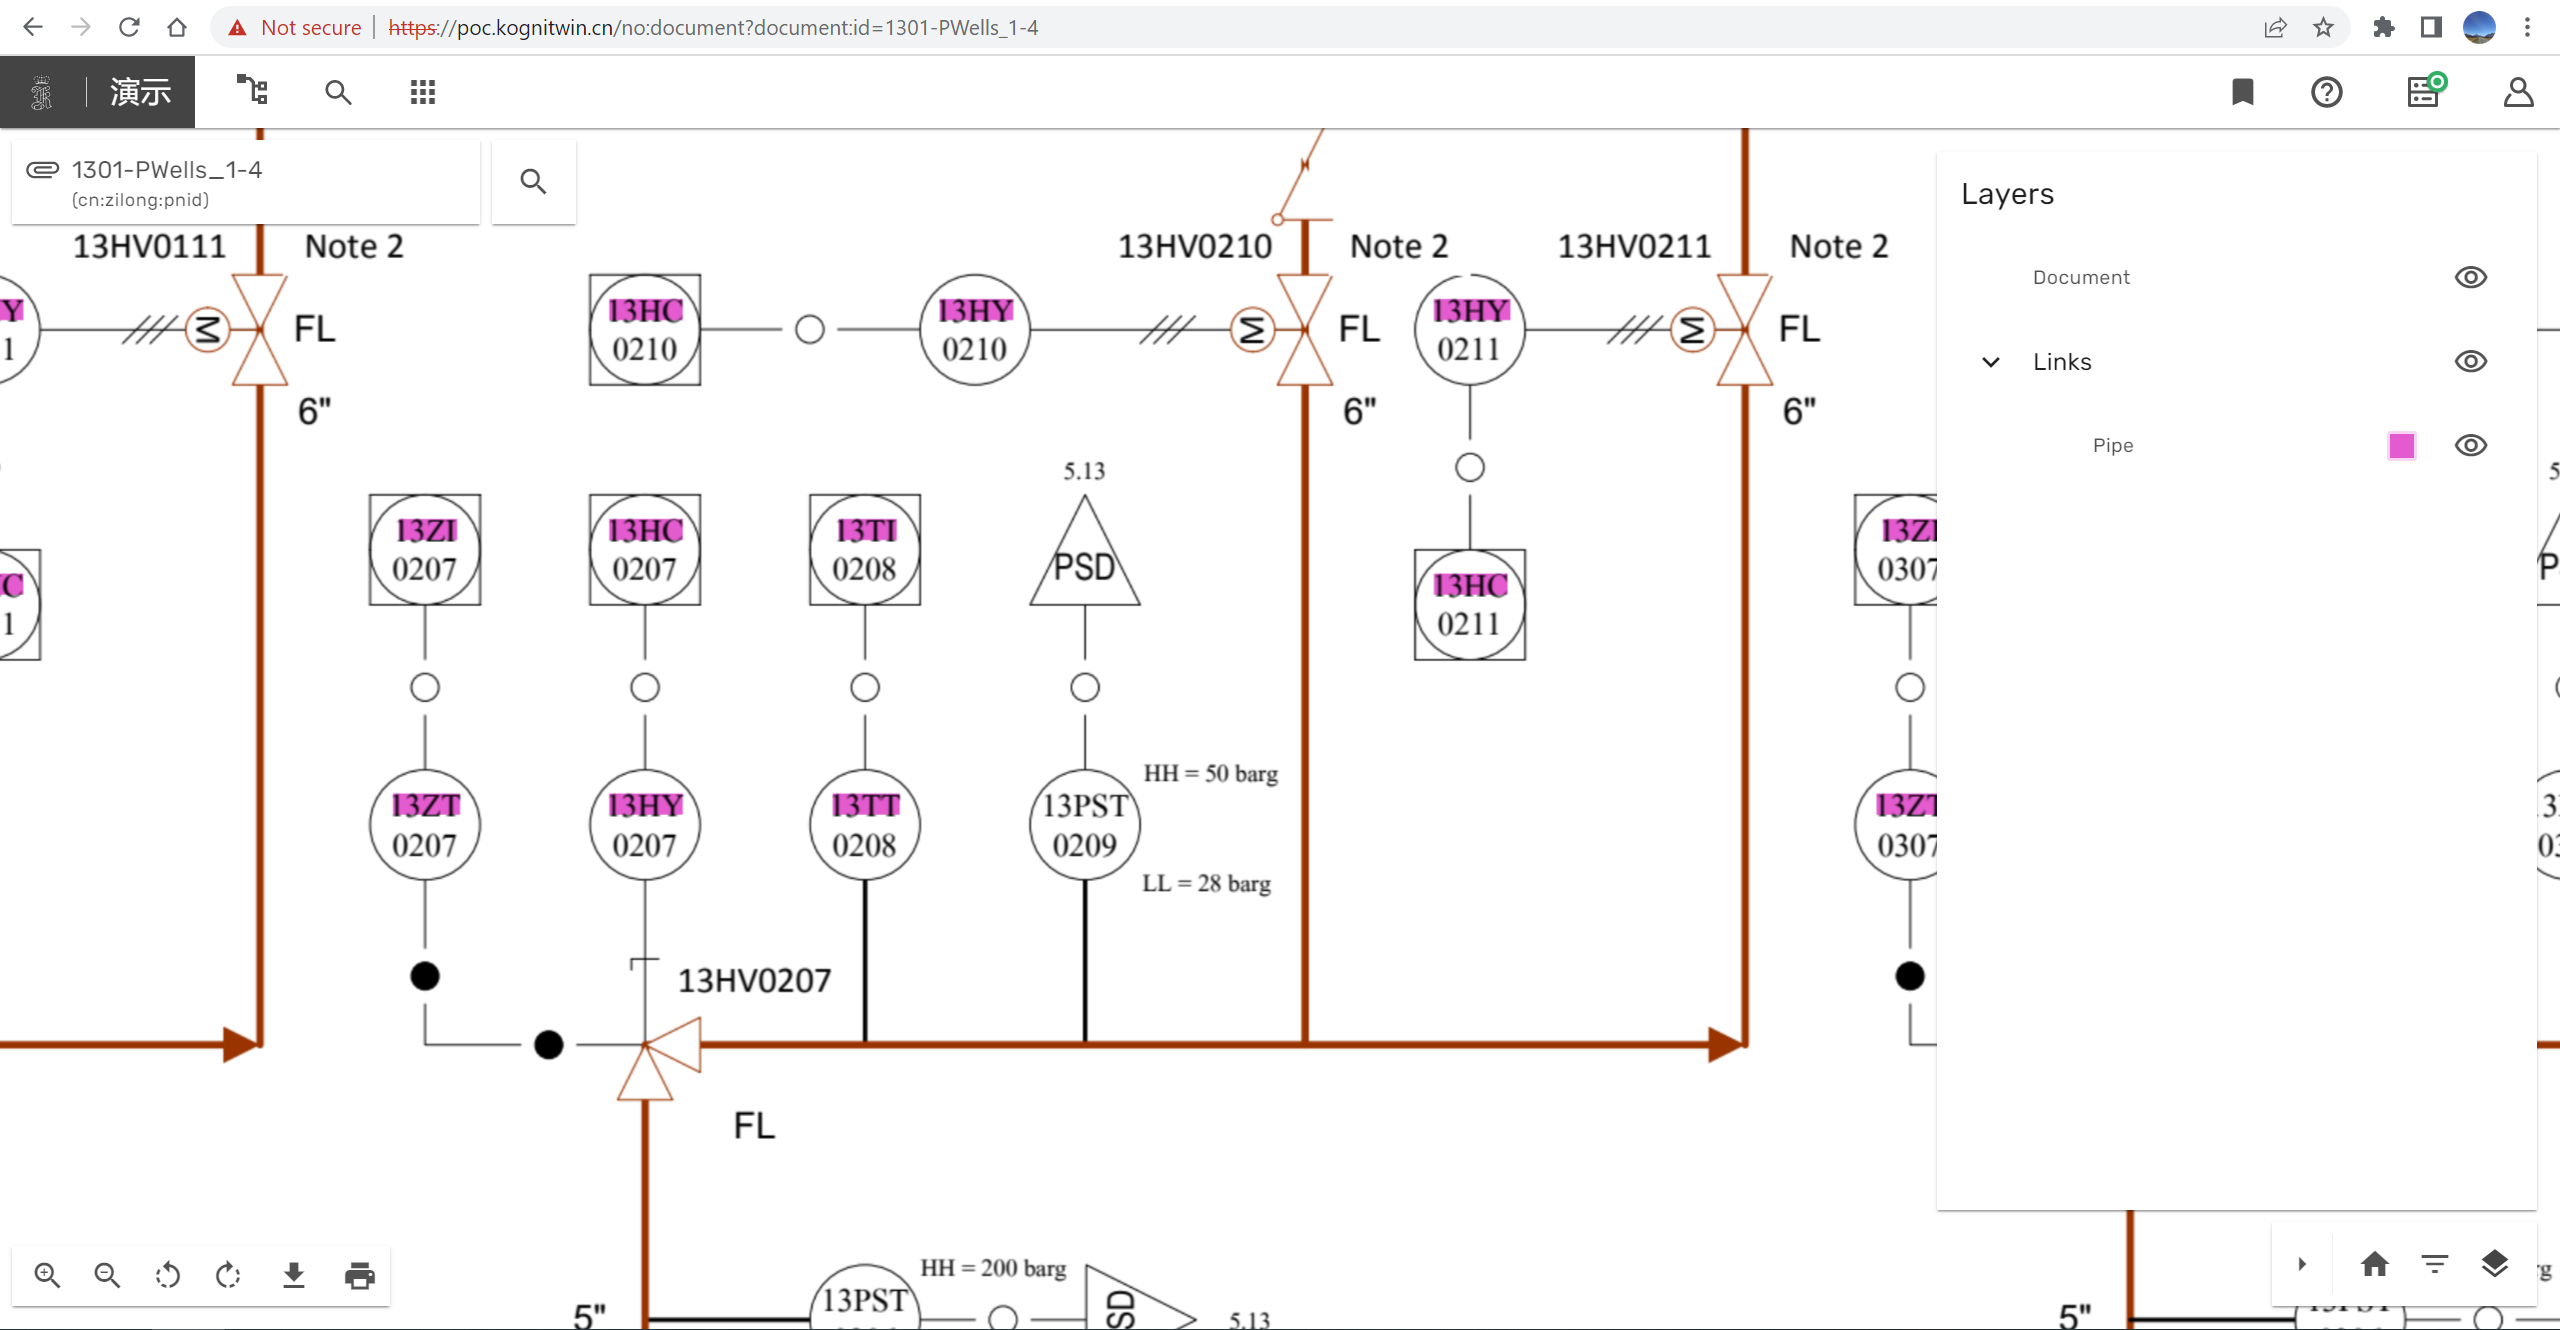 Not secure
https://poc.kognitwin.cn/no:document?document:id=1301-PWells_1-4
演示
1301-PWells_1-4
(cn:zilong:pnid)
Layers
Document
Links
Pipe
13HV0111 Note 2
13HV0210 Note 2
13HV0211 Note 2
Y
1
M
FL
13HC
0210
13HY
0210
M
FL
13HY
0211
M
FL
6"
6"
6"
5.13
5
13ZI
0207
13HC
0207
13TI
0208
PSD
C
1
13HC
0211
13ZI
0307
P
13ZT
0207
13HY
0207
13TT
0208
13PST
0209
HH = 50 barg
LL = 28 barg
13ZT
0307
13HV0207
FL
HH = 200 barg
13PST
SD
5.13
5"
5"